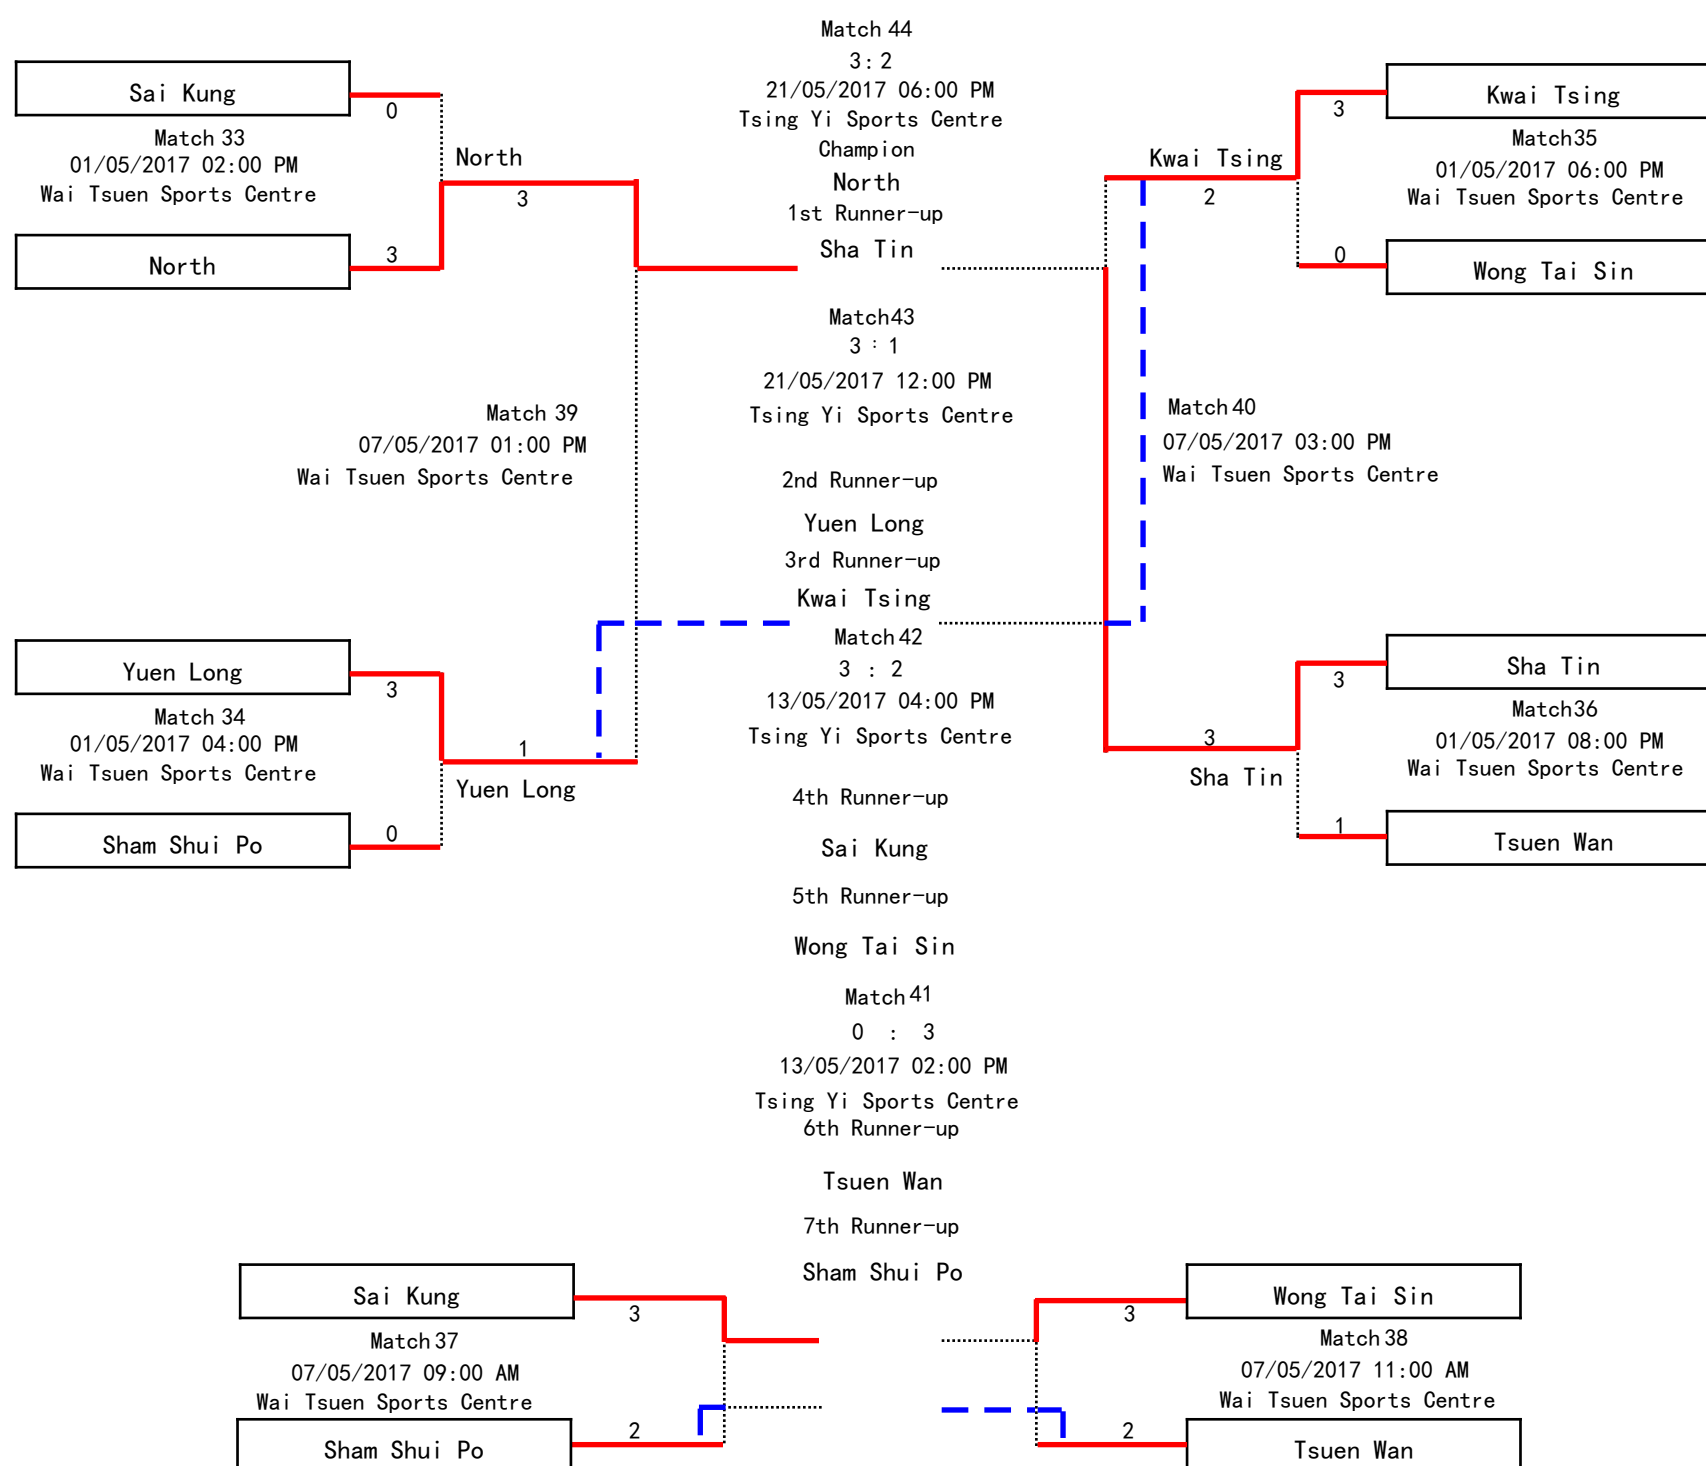 Match 44
3 : 2
21/05/2017 06:00 PM
Tsing Yi Sports Centre
Champion
North
1st Runner-up
Sha Tin
Sai Kung
0
Match 33
01/05/2017 02:00 PM
Wai Tsuen Sports Centre
North
3
North
3
Kwai Tsing
3
Match35
01/05/2017 06:00 PM
Wai Tsuen Sports Centre
Kwai Tsing
2
0
Wong Tai Sin
Match43
3 : 1
21/05/2017 12:00 PM
Tsing Yi Sports Centre
Match 39
07/05/2017 01:00 PM
Wai Tsuen Sports Centre
Match 40
07/05/2017 03:00 PM
Wai Tsuen Sports Centre
2nd Runner-up
Yuen Long
3rd Runner-up
Kwai Tsing
Match 42
3 : 2
13/05/2017 04:00 PM
Tsing Yi Sports Centre
Yuen Long
3
Match 34
01/05/2017 04:00 PM
Wai Tsuen Sports Centre
1
Yuen Long
Sham Shui Po
0
Sha Tin
3
Match36
01/05/2017 08:00 PM
Wai Tsuen Sports Centre
3
Sha Tin
1
Tsuen Wan
4th Runner-up
Sai Kung
5th Runner-up
Wong Tai Sin
Match 41
0 : 3
13/05/2017 02:00 PM
Tsing Yi Sports Centre
6th Runner-up
Tsuen Wan
7th Runner-up
Sham Shui Po
Sai Kung
3
Match 37
07/05/2017 09:00 AM
Wai Tsuen Sports Centre
Sham Shui Po
2
Wong Tai Sin
3
Match 38
07/05/2017 11:00 AM
Wai Tsuen Sports Centre
2
Tsuen Wan